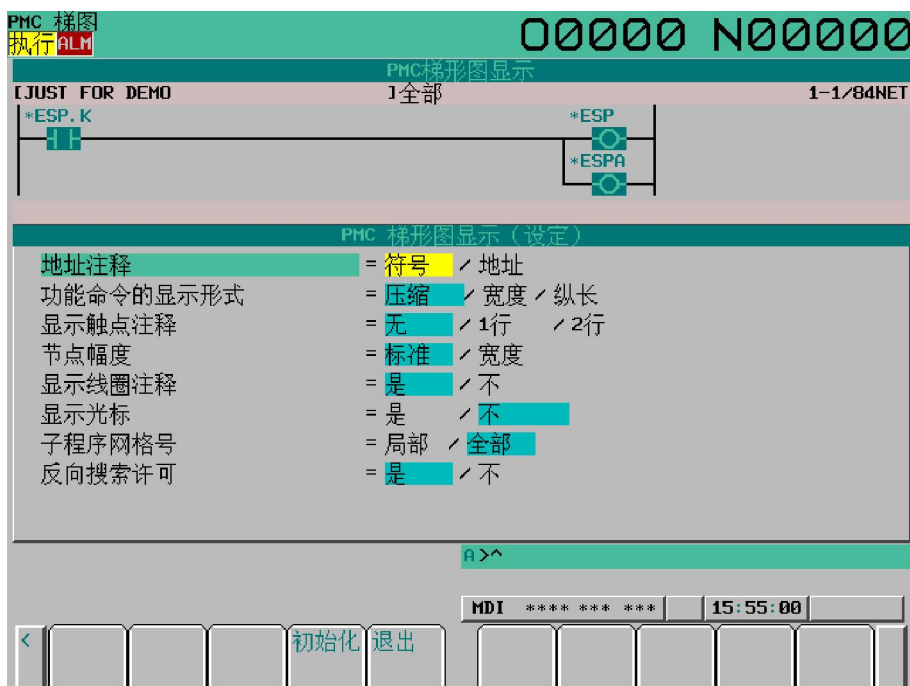 PMC 梯图
执行 ALM O0000 N00000
PMC梯形图显示
[JUST FOR DEMO ]全部 1-1/84NET
*ESP.K *ESP
*ESPA
PMC 梯形图显示（设定）
地址注释 = 符号 / 地址
功能命令的显示形式 = 压缩 / 宽度 / 纵长
显示触点注释 = 无 / 1行 / 2行
节点幅度 = 标准 / 宽度
显示线圈注释 = 是 / 不
显示光标 = 是 / 不
子程序网格号 = 局部 / 全部
反向搜索许可 = 是 / 不
A>^
MDI **** *** *** 15:55:00
< 初始化 退出